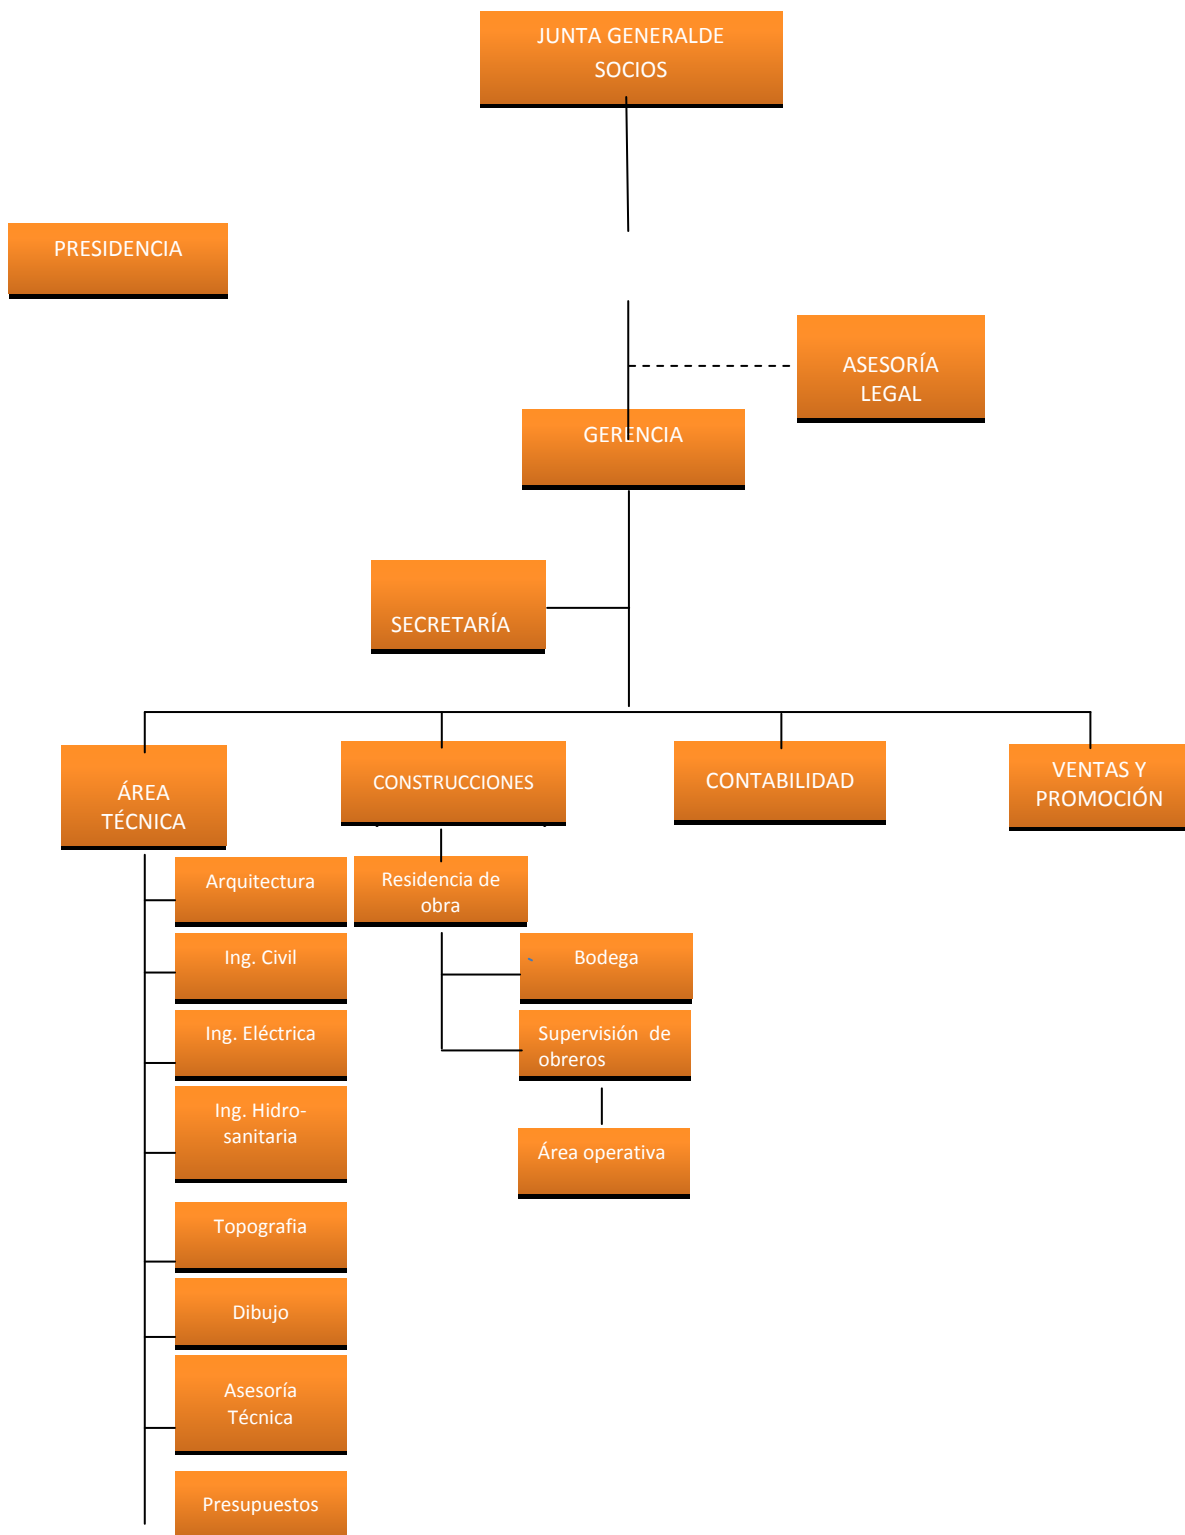 JUNTA GENERALDE
SOCIOS
PRESIDENCIA
ASESORÍA
LEGAL
GERENCIA
SECRETARÍA
ÁREA
TÉCNICA
CONSTRUCCIONES
CONTABILIDAD
VENTAS Y
PROMOCIÓN
Arquitectura
Ing. Civil
Ing. Eléctrica
Ing. Hidro-
sanitaria
Topografia
Dibujo
Asesoría
Técnica
Presupuestos
Residencia de
obra
Bodega
Supervisión de
obreros
Área operativa